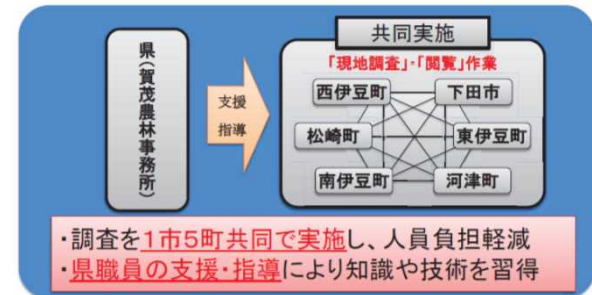 県(賀茂農林事務所)
支援
指導
共同実施
「現地調査」・「閲覧」作業
西伊豆町
下田市
松崎町
東伊豆町
南伊豆町
河津町
・調査を1市5町共同で実施し、人員負担軽減
・県職員の支援・指導により知識や技術を習得